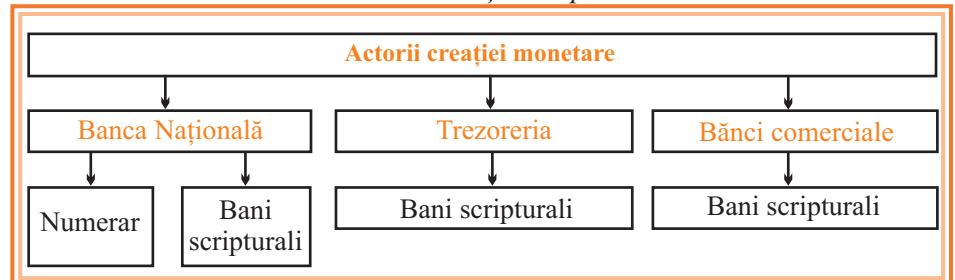 Actorii creației monetare
Banca Națională
Trezoreria
Bănci comerciale
Numerar
Bani
scripturali
Bani scripturali
Bani scripturali